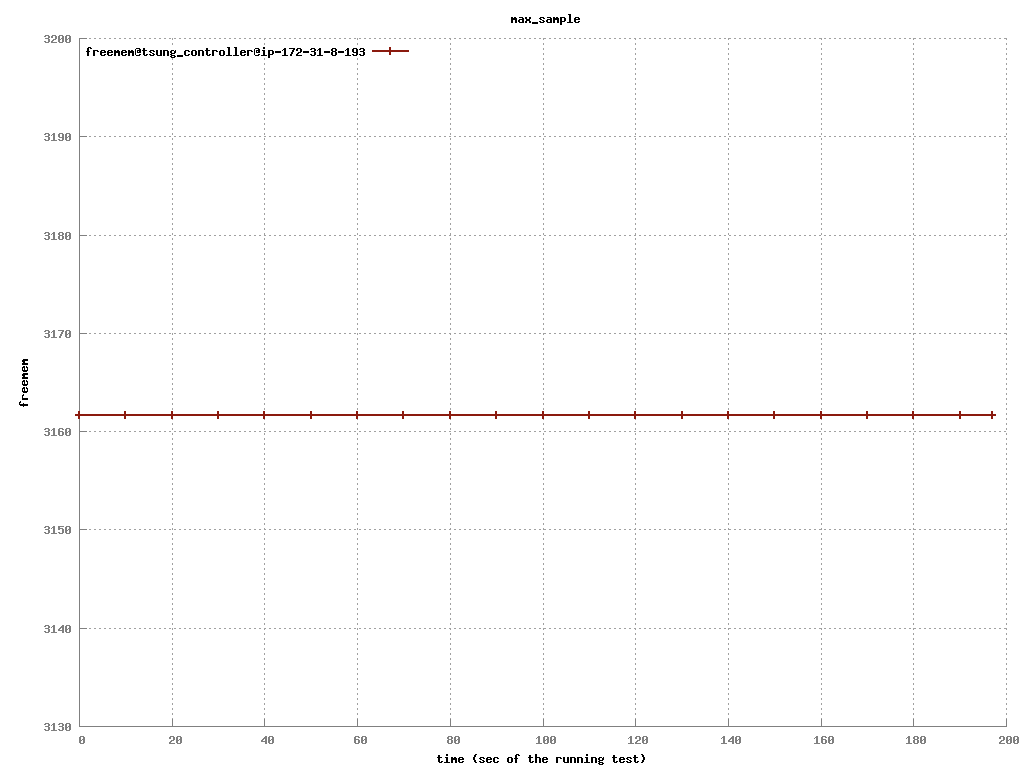 max_sample
freemem@tsung_controller@ip-172-31-8-193
3200
3190
3180
3170
3160
3150
3140
3130
freemem
0 20 40 60 80 100 120 140 160 180 200
time (sec of the running test)